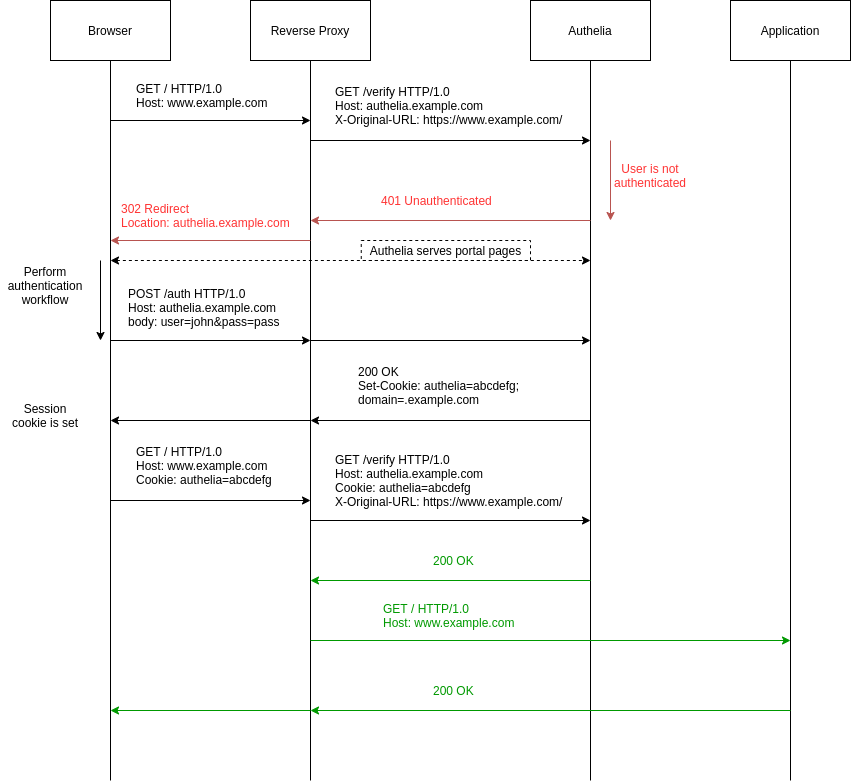 Browser
Reverse Proxy
Authelia
Application
GET / HTTP/1.0
Host: www.example.com
GET /verify HTTP/1.0
Host: authelia.example.com
X-Original-URL: https://www.example.com/
User is not
authenticated
401 Unauthenticated
302 Redirect
Location: authelia.example.com
Authelia serves portal pages
Perform
authentication
workflow
POST /auth HTTP/1.0
Host: authelia.example.com
body: user=john&pass=pass
200 OK
Set-Cookie: authelia=abcdefg;
domain=.example.com
Session
cookie is set
GET / HTTP/1.0
Host: www.example.com
Cookie: authelia=abcdefg
GET /verify HTTP/1.0
Host: authelia.example.com
Cookie: authelia=abcdefg
X-Original-URL: https://www.example.com/
200 OK
GET / HTTP/1.0
Host: www.example.com
200 OK